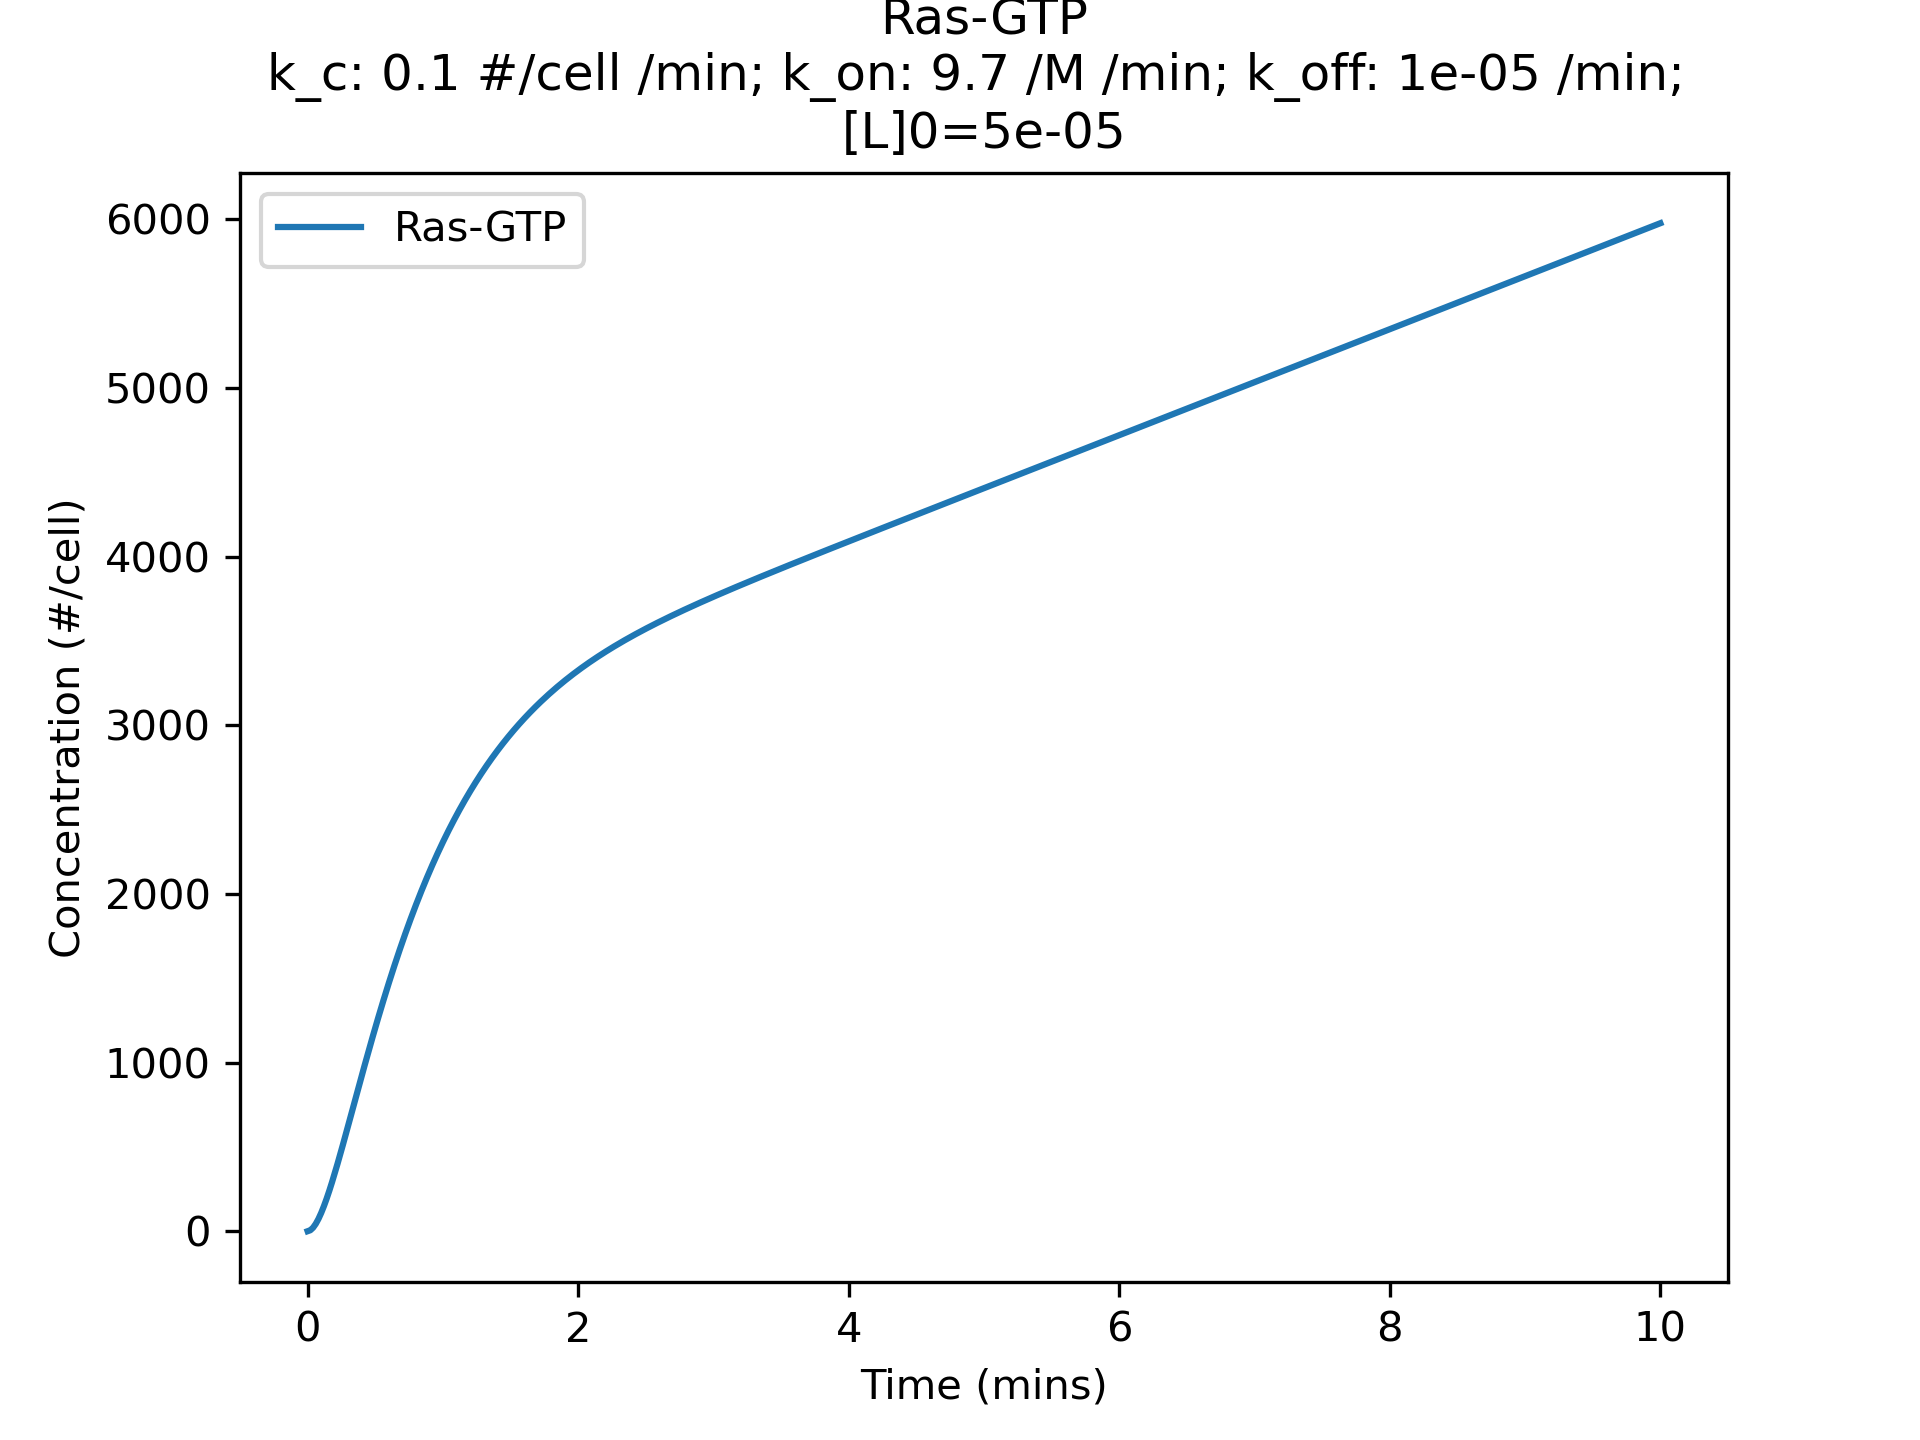 Ras-GTP
k_c: 0.1 #/cell /min; k_on: 9.7 /M /min; k_off: 1e-05 /min;
[L]0=5e-05
Ras-GTP
6000
5000
4000
3000
2000
1000
0
Concentration (#/cell)
0 2 4 6 8 10
Time (mins)